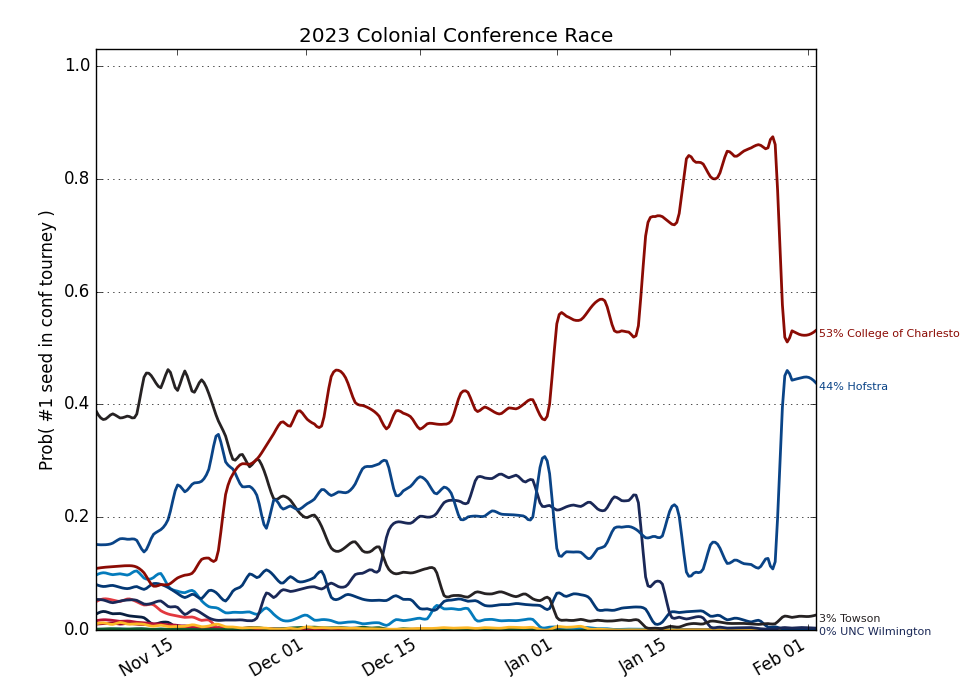 2023 Colonial Conference Race
Prob( #1 seed in conf tourney )
1.0
0.8
0.6
0.4
0.2
0.0
53% College of Charlesto
44% Hofstra
3% Towson
0% UNC Wilmington
Nov 15
Dec 01
Dec 15
Jan 01
Jan 15
Feb 01